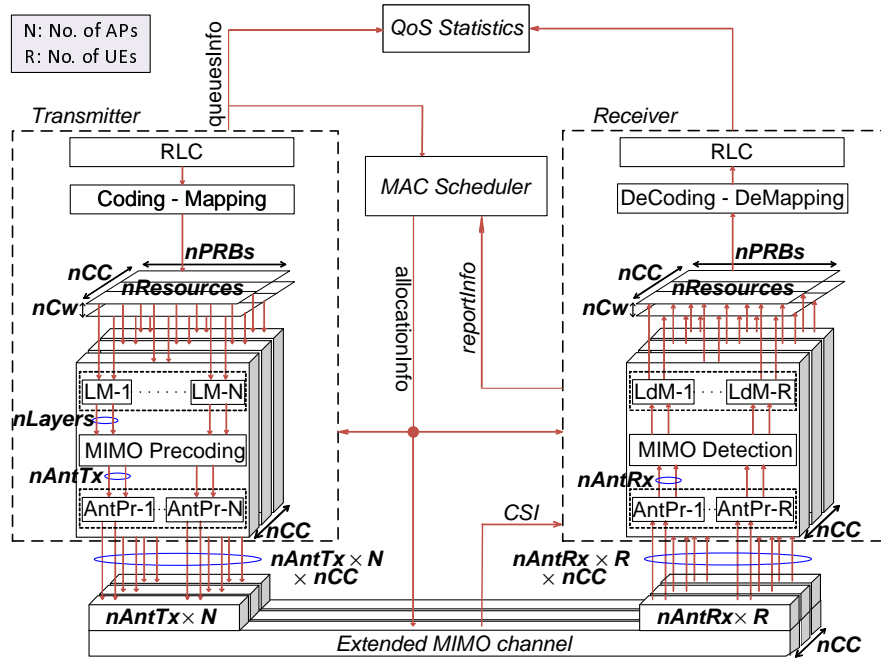 N: No. of APs
R: No. of UEs
QoS Statistics
queuesInfo
Transmitter
Receiver
RLC
Coding - Mapping
MAC Scheduler
RLC
DeCoding - DeMapping
nPRBs
nCC
nResources
nCw
allocationInfo
reportInfo
nPRBs
nCC
nResources
nCw
LM-1 . . . . . . LM-N
nLayers
MIMO Precoding
nAntTx
AntPr-1 ... AntPr-N
nCC
LdM-1 . . . LdM-R
MIMO Detection
nAntRx
AntPr-1 ... AntPr-R
nCC
CSI
nAntTx × N
× nCC
nAntRx × R
× nCC
nAntTx × N
nAntRx × R
Extended MIMO channel
nCC